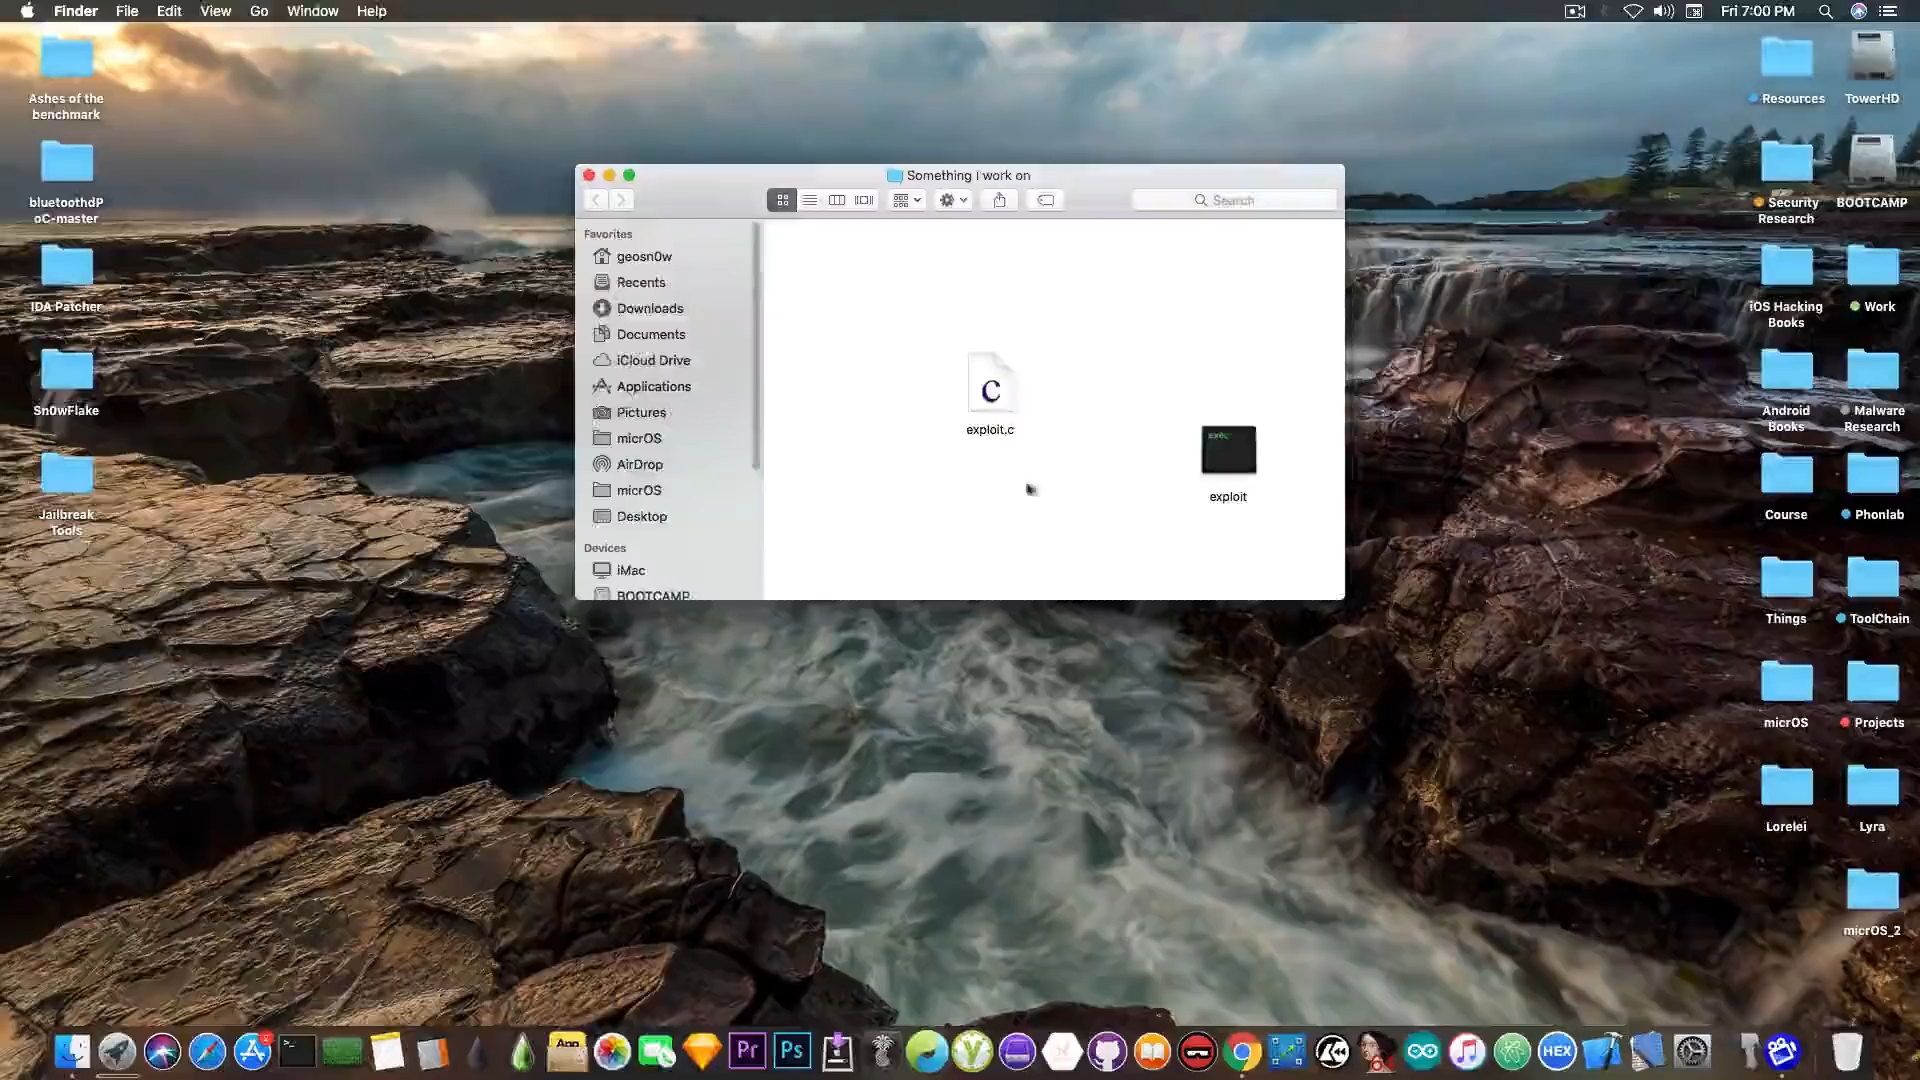 Finder File Edit View Go Window Help
Fri 7:00 PM
Ashes of the
benchmark
bluetoothdP
oC-master
IDA Patcher
Sn0wFlake
Jailbreak
Tools
Something I work on
Search
Favorites
geosn0w
Recents
Downloads
Documents
iCloud Drive
Applications
Pictures
micrOS
AirDrop
micrOS
Desktop
Devices
iMac
BOOTCAMP
C
exploit.c
exec
exploit
Resources
TowerHD
Security
Research
BOOTCAMP
iOS Hacking
Books
Work
Android
Books
Malware
Research
Course
Phonlab
Things
ToolChain
micrOS
Projects
Lorelei
Lyra
micrOS_2
App
Pr
Ps
HEX